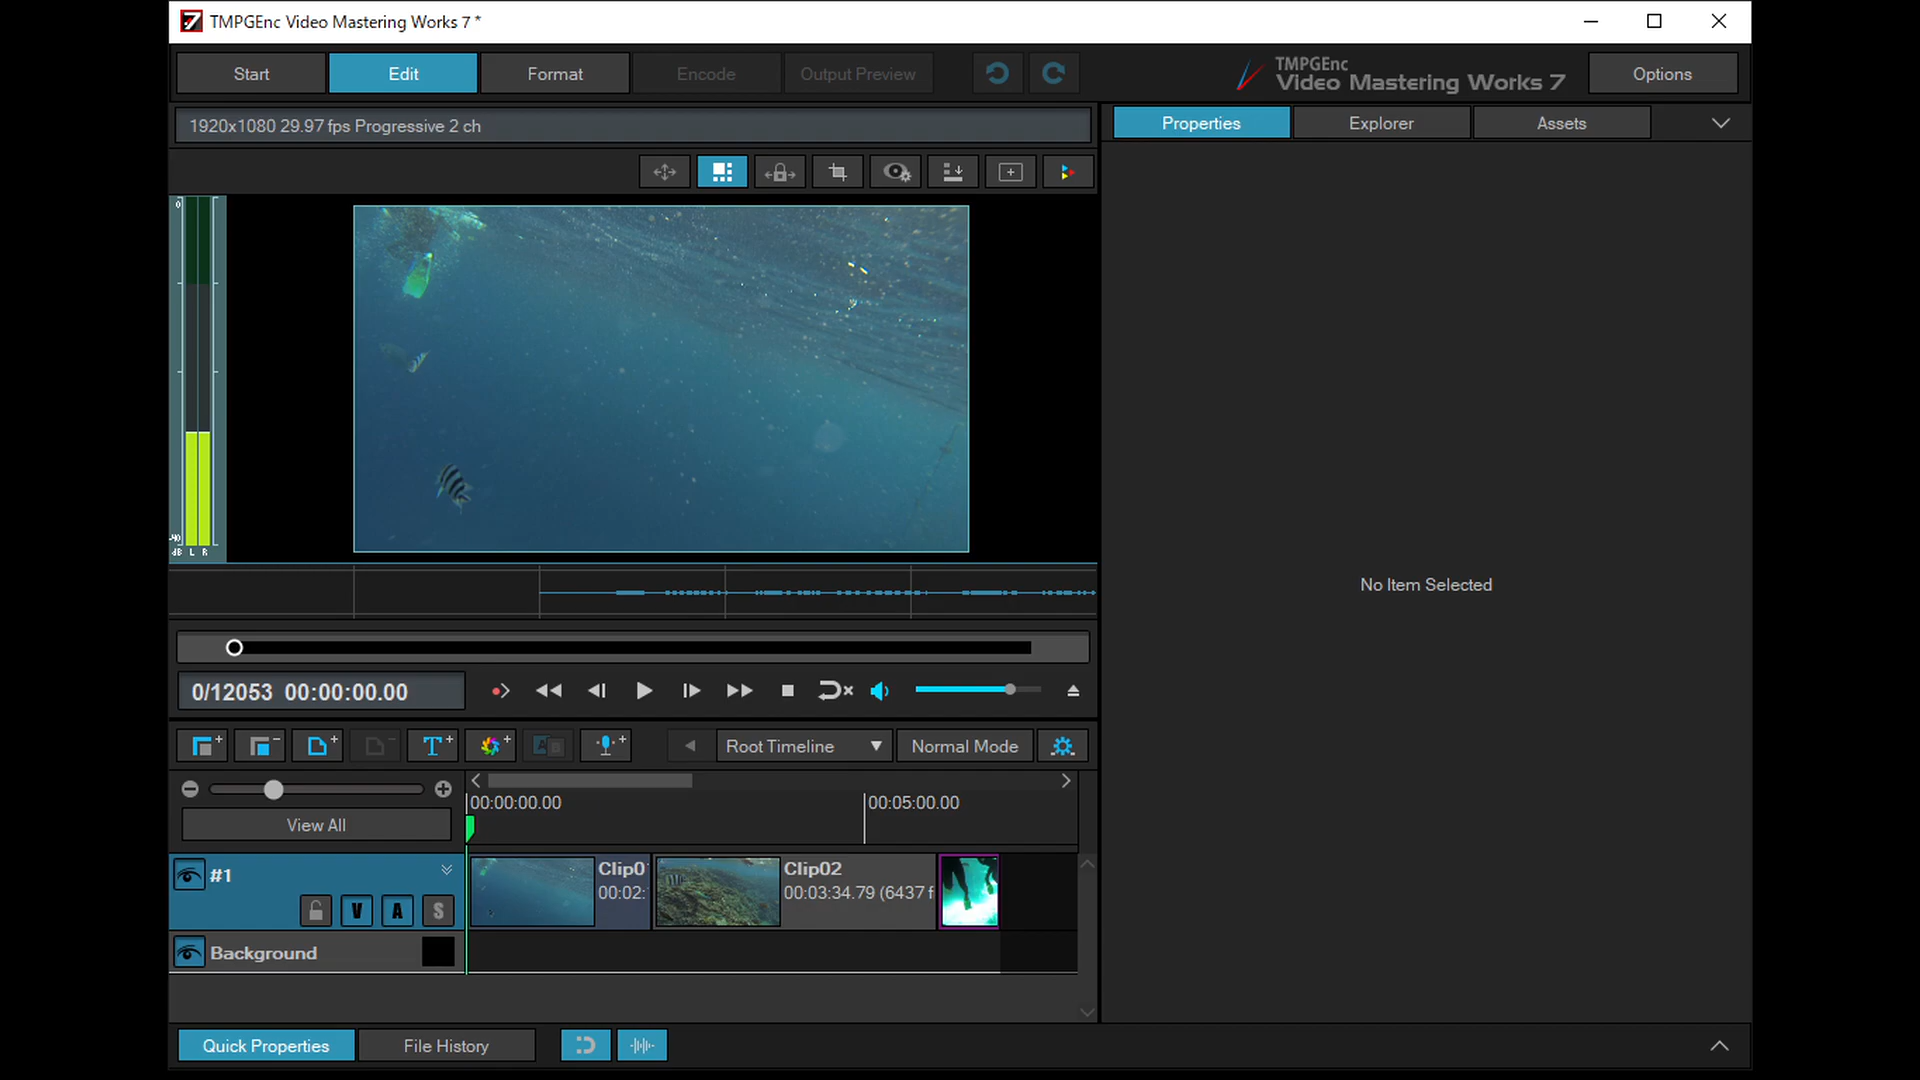 TMPGEnc Video Mastering Works 7 *
Start
Edit
Format
Encode
Output Preview
TMPGEnc
Video Mastering Works 7
Options
1920x1080 29.97 fps Progressive 2 ch
Properties
Explorer
Assets
0
-40
dB L R
No Item Selected
0/12053 00:00:00.00
T
Root Timeline
Normal Mode
00:00:00.00
00:05:00.00
View All
#1
V A S
Clip0
00:02:
Clip02
00:03:34.79 (6437 f
Background
Quick Properties
File History